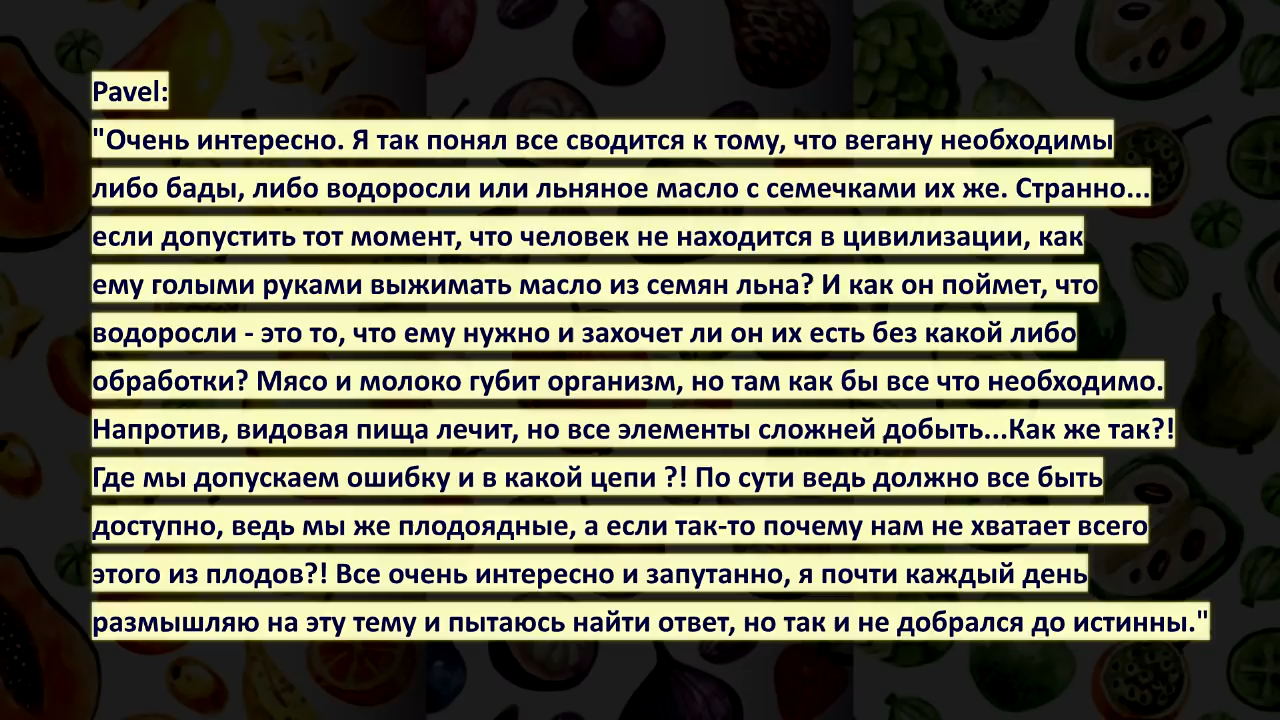 Pavel:
"Очень интересно. Я так понял все сводится к тому, что вегану необходимы
либо бады, либо водоросли или льняное масло с семечками их же. Странно...
если допустить тот момент, что человек не находится в цивилизации, как
ему голыми руками выжимать масло из семян льна? И как он поймет, что
водоросли - это то, что ему нужно и захочет ли он их есть без какой либо
обработки? Мясо и молоко губит организм, но там как бы все что необходимо.
Напротив, видовая пища лечит, но все элементы сложней добыть...Как же так?!
Где мы допускаем ошибку и в какой цепи ?! По сути ведь должно все быть
доступно, ведь мы же плодоядные, а если так-то почему нам не хватает всего
этого из плодов?! Все очень интересно и запутанно, я почти каждый день
размышляю на эту тему и пытаюсь найти ответ, но так и не добрался до истинны."